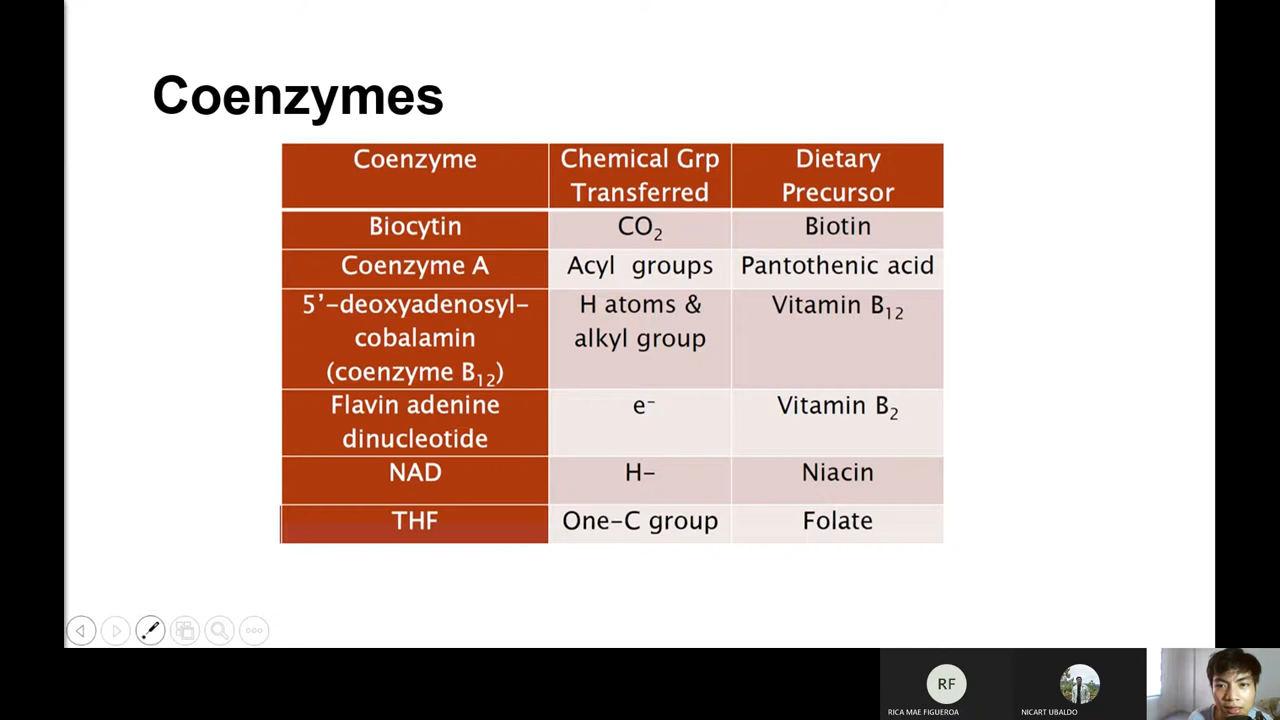 Coenzymes
Coenzyme
Chemical Grp
Transferred
Dietary
Precursor
Biocytin
CO₂
Biotin
Coenzyme A
Acyl groups
Pantothenic acid
5’-deoxyadenosyl-
cobalamin
(coenzyme B₁₂)
H atoms &
alkyl group
Vitamin B₁₂
Flavin adenine
dinucleotide
e⁻
Vitamin B₂
NAD
H-
Niacin
THF
One-C group
Folate
RF
RICA MAE FIGUEROA
NICART UBALDO